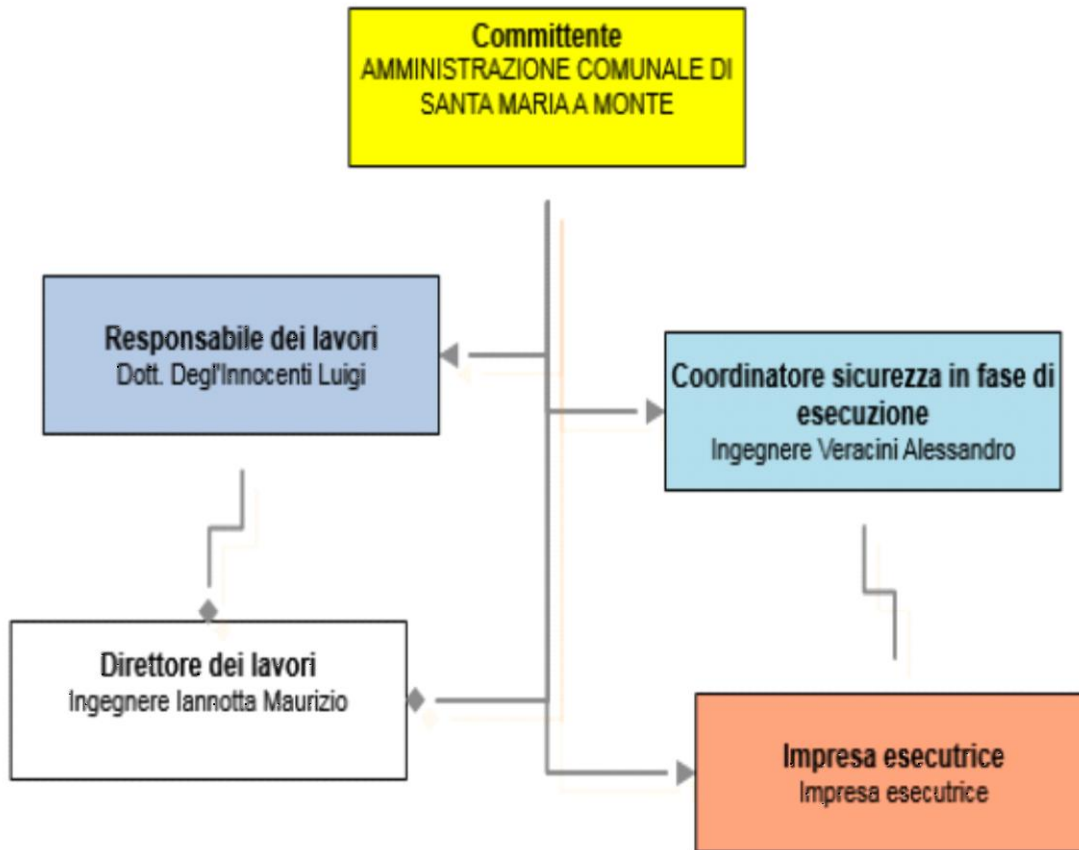 Committente
AMMINISTRAZIONE COMUNALE DI
SANTA MARIA A MONTE
Responsabile dei lavori
Dott. Degl'Innocenti Luigi
Coordinatore sicurezza in fase di
esecuzione
Ingegnere Veracini Alessandro
Direttore dei lavori
Ingegnere Iannotta Maurizio
Impresa esecutrice
Impresa esecutrice